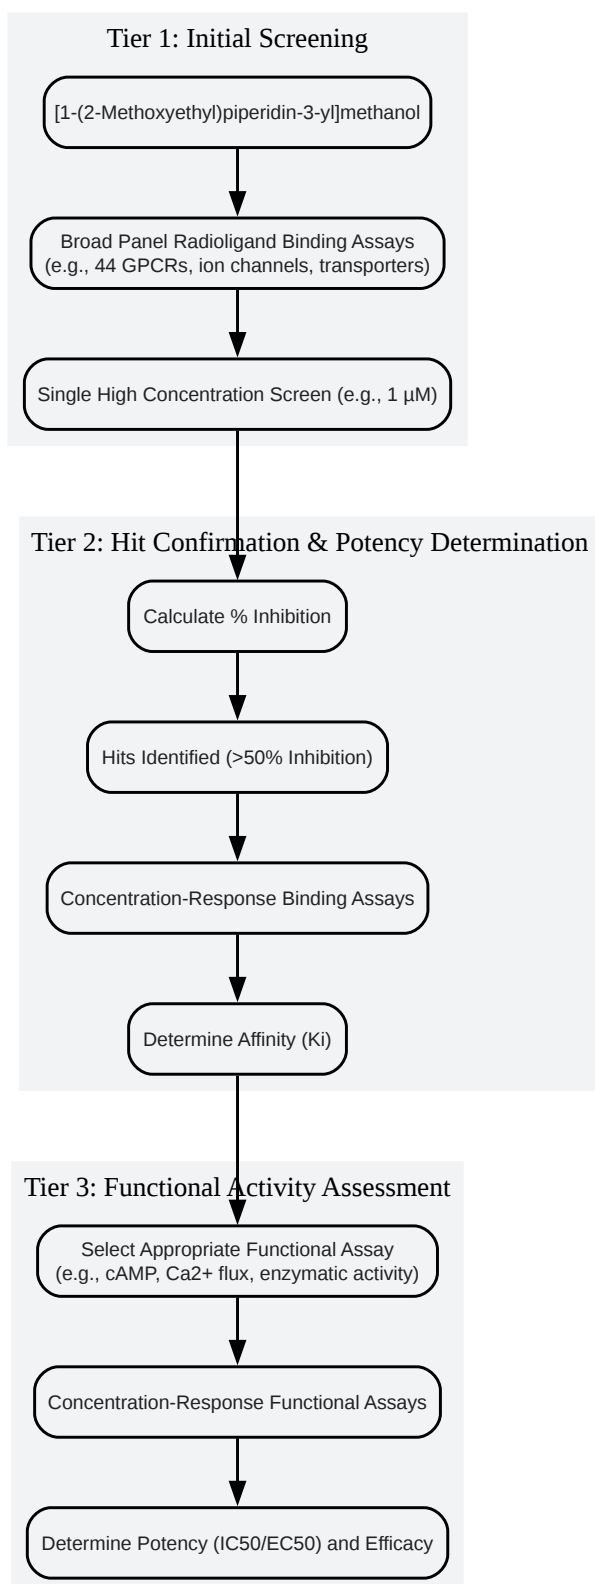 Tier 1: Initial Screening
[1-(2-Methoxyethyl)piperidin-3-yl]methanol
Broad Panel Radioligand Binding Assays
(e.g., 44 GPCRs, ion channels, transporters)
Single High Concentration Screen (e.g., 1 µM)
Tier 2: Hit Confirmation & Potency Determination
Calculate % Inhibition
Hits Identified (>50% Inhibition)
Concentration-Response Binding Assays
Determine Affinity (Ki)
Tier 3: Functional Activity Assessment
Select Appropriate Functional Assay
(e.g., cAMP, Ca2+ flux, enzymatic activity)
Concentration-Response Functional Assays
Determine Potency (IC50/EC50) and Efficacy